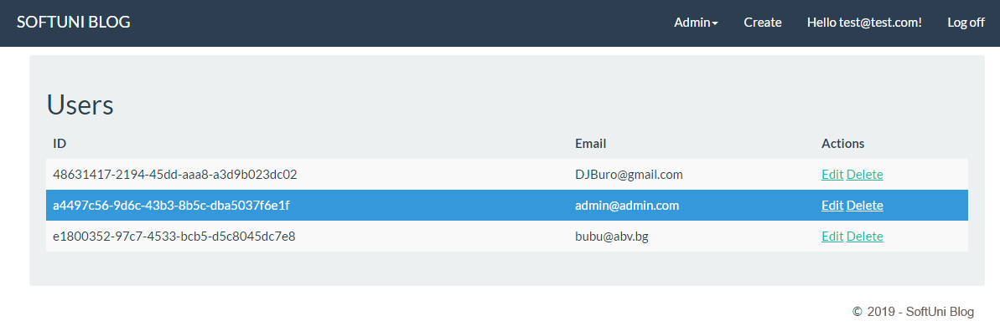 SOFTUNI BLOG Admin Create Hello test@test.com! Log off
Users
ID Email Actions
48631417-2194-45dd-aaa8-a3d9b023dc02 DJBuro@gmail.com Edit Delete
a4497c56-9d6c-43b3-8b5c-dba5037f6e1f admin@admin.com Edit Delete
e1800352-97c7-4533-bcb5-d5c8045dc7e8 bubu@abv.bg Edit Delete
© 2019 - SoftUni Blog